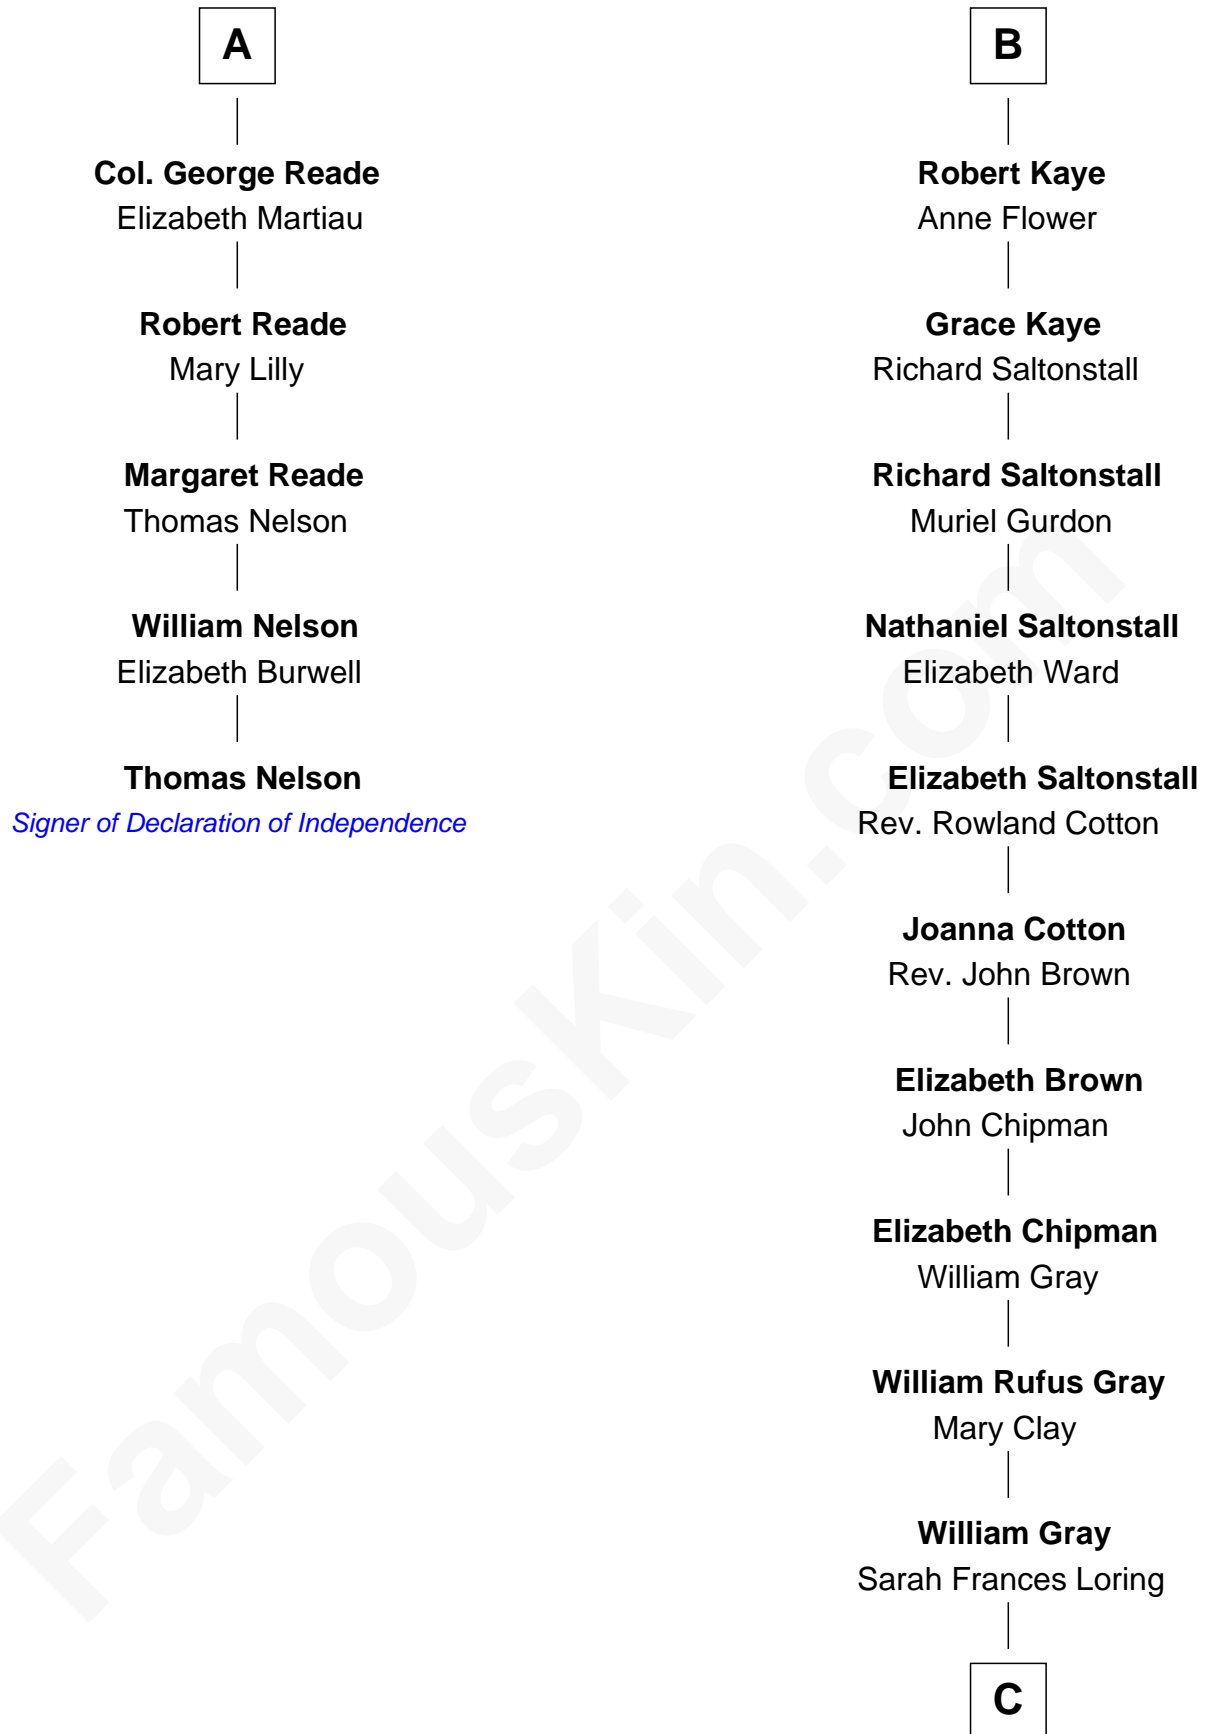 A
Col. George Reade
Elizabeth Martiau
Robert Reade
Mary Lilly
Margaret Reade
Thomas Nelson
William Nelson
Elizabeth Burwell
Thomas Nelson
Signer of Declaration of Independence
B
Robert Kaye
Anne Flower
Grace Kaye
Richard Saltonstall
Richard Saltonstall
Muriel Gurdon
Nathaniel Saltonstall
Elizabeth Ward
Elizabeth Saltonstall
Rev. Rowland Cotton
Joanna Cotton
Rev. John Brown
Elizabeth Brown
John Chipman
Elizabeth Chipman
William Gray
William Rufus Gray
Mary Clay
William Gray
Sarah Frances Loring
C
FamousKin.com